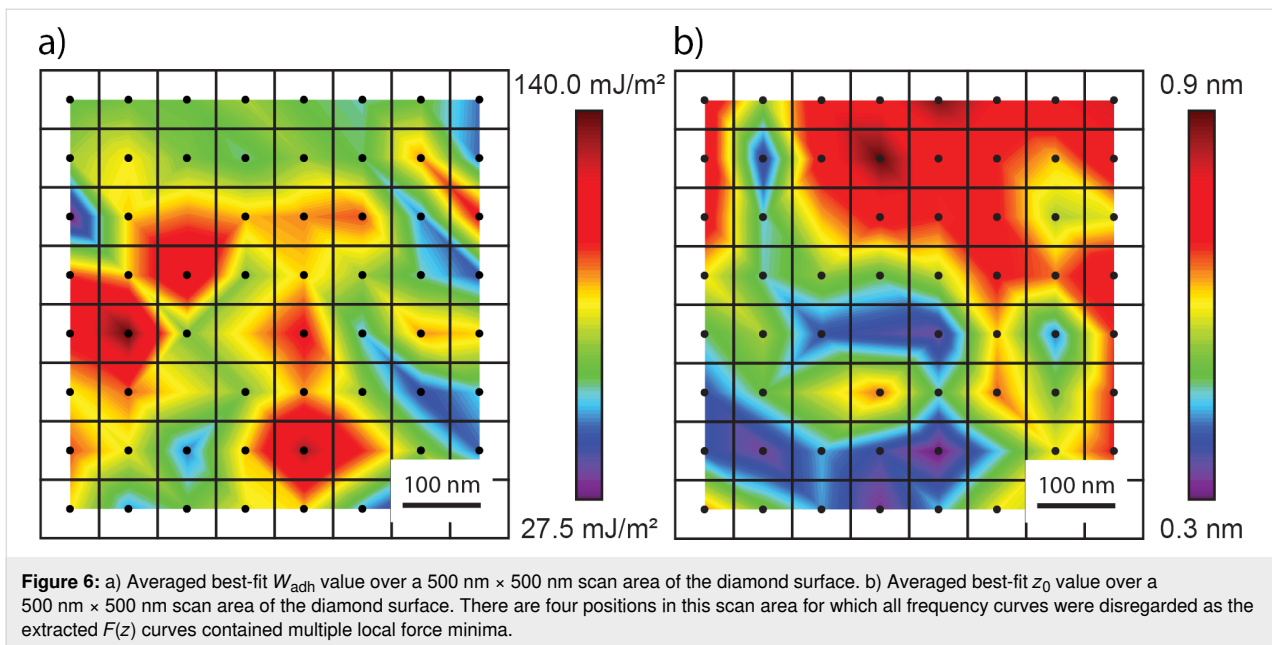 a)
b)
140.0 mJ/m²
0.9 nm
100 nm
100 nm
27.5 mJ/m²
0.3 nm
Figure 6: a) Averaged best-fit Wadh value over a 500 nm × 500 nm scan area of the diamond surface. b) Averaged best-fit z0 value over a
500 nm × 500 nm scan area of the diamond surface. There are four positions in this scan area for which all frequency curves were disregarded as the
extracted F(z) curves contained multiple local force minima.